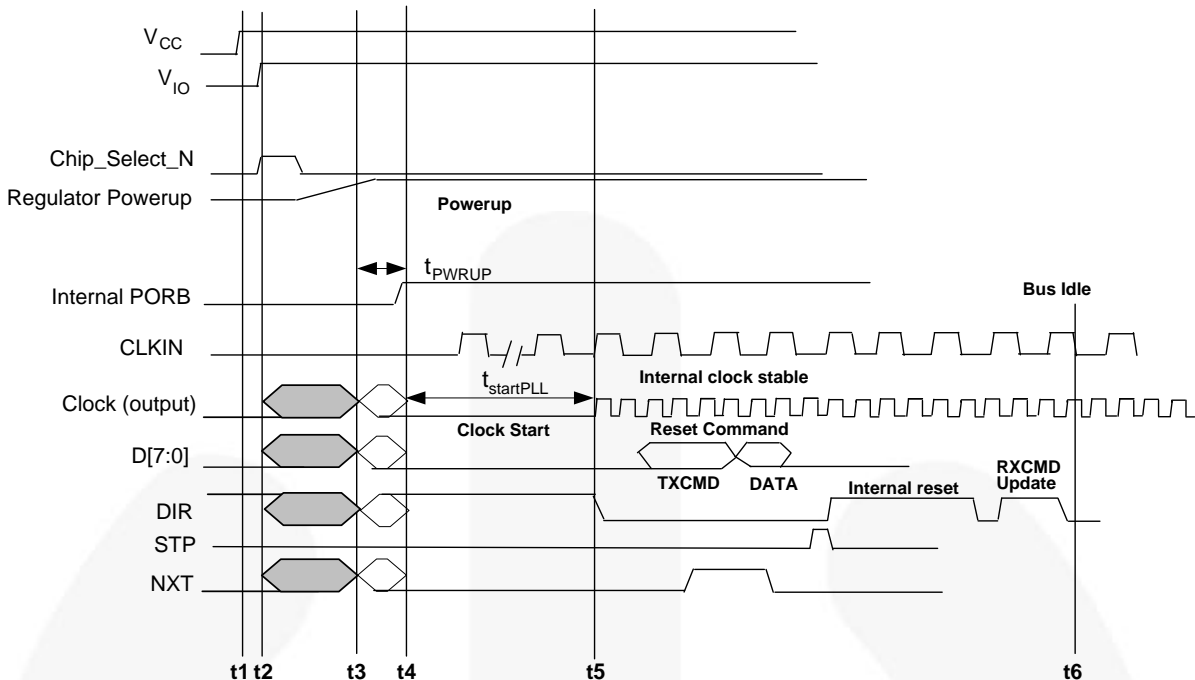 VCC
VIO
Chip_Select_N
Regulator Powerup
Powerup
tPWRUP
Internal PORB
Bus Idle
CLKIN
tstartPLL
Internal clock stable
Clock (output)
Clock Start
Reset Command
D[7:0]
TXCMD
DATA
RXCMD
Update
Internal reset
DIR
STP
NXT
t1
t2
t3
t4
t5
t6